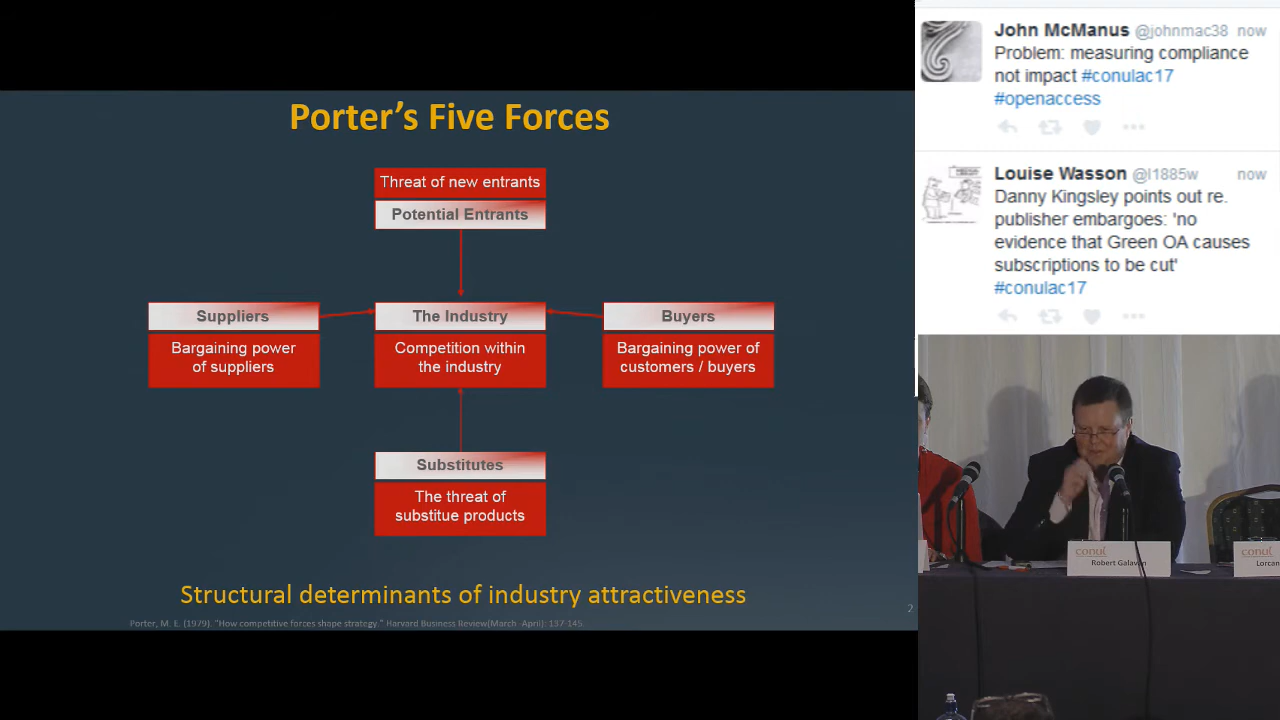 Porter’s Five Forces
Threat of new entrants
Potential Entrants
Suppliers
Bargaining power
of suppliers
The Industry
Competition within
the industry
Buyers
Bargaining power of
customers / buyers
Substitutes
The threat of
substitue products
Structural determinants of industry attractiveness
2
Porter, M. E. (1979). "How competitive forces shape strategy." Harvard Business Review(March -April): 137-145.
John McManus @johnmac38 now
Problem: measuring compliance
not impact #conulac17
#openaccess
Louise Wasson @l1885w now
Danny Kingsley points out re.
publisher embargoes: 'no
evidence that Green OA causes
subscriptions to be cut'
#conulac17
conul
Robert Galavan
conul
Lorcan